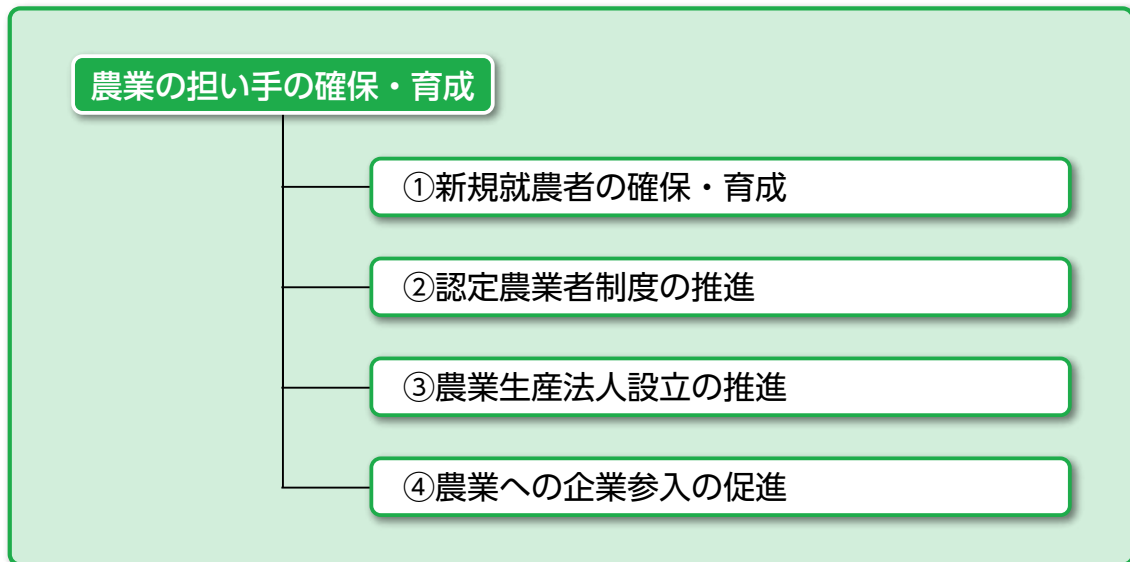 農業の担い手の確保・育成
①新規就農者の確保・育成
②認定農業者制度の推進
③農業生産法人設立の推進
④農業への企業参入の促進